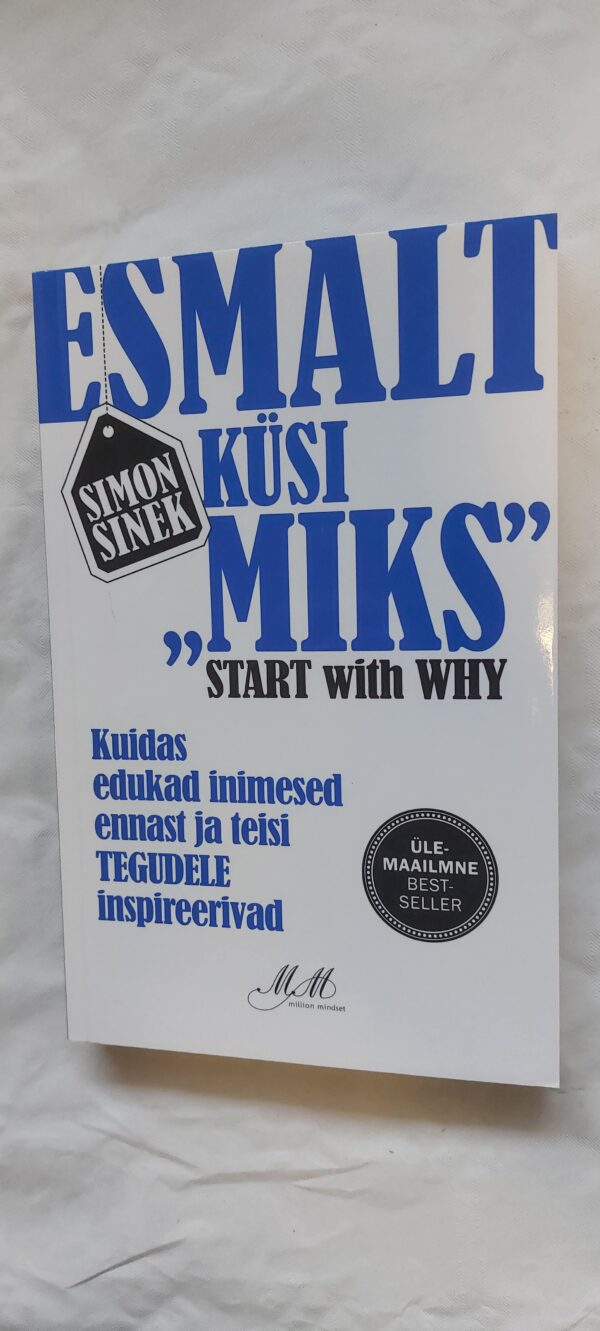 ESMALT
SIMON
SINEK
KÜSI
„MIKS”
START with WHY
Kuidas
edukad inimesed
ennast ja teisi
TEGUDELE
inspireerivad
ÜLE-
MAAILMNE
BEST-
SELLER
MM
million mindset